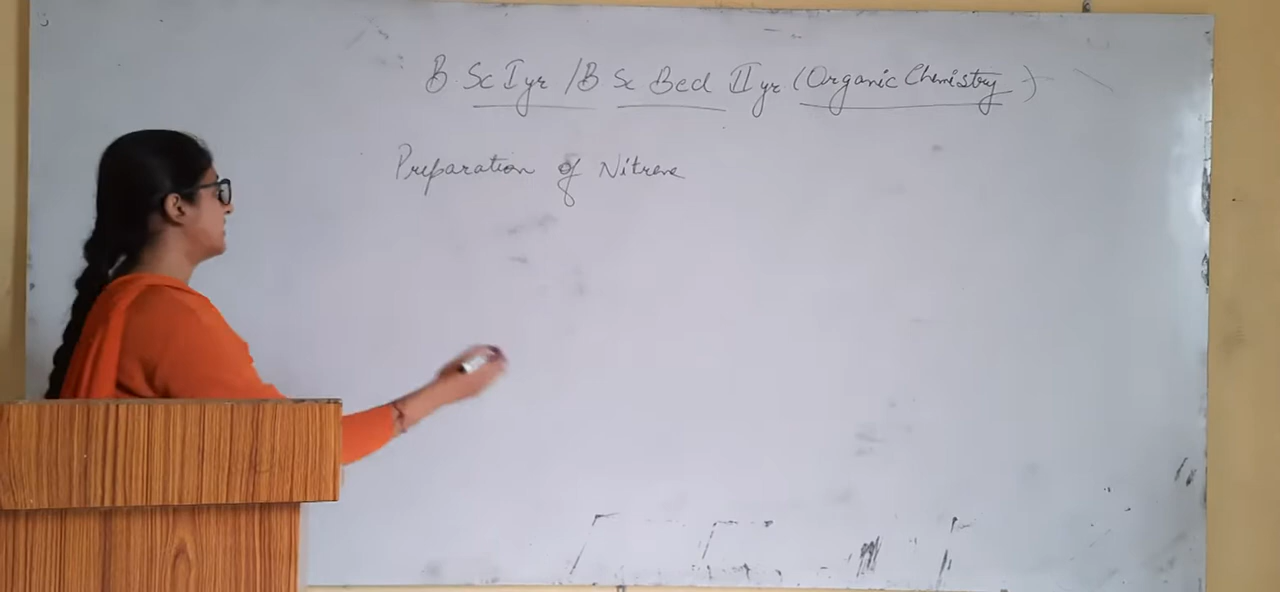 B Sc I yr / B Sc Bed II yr (Organic Chemistry)
Preparation of Nitrene